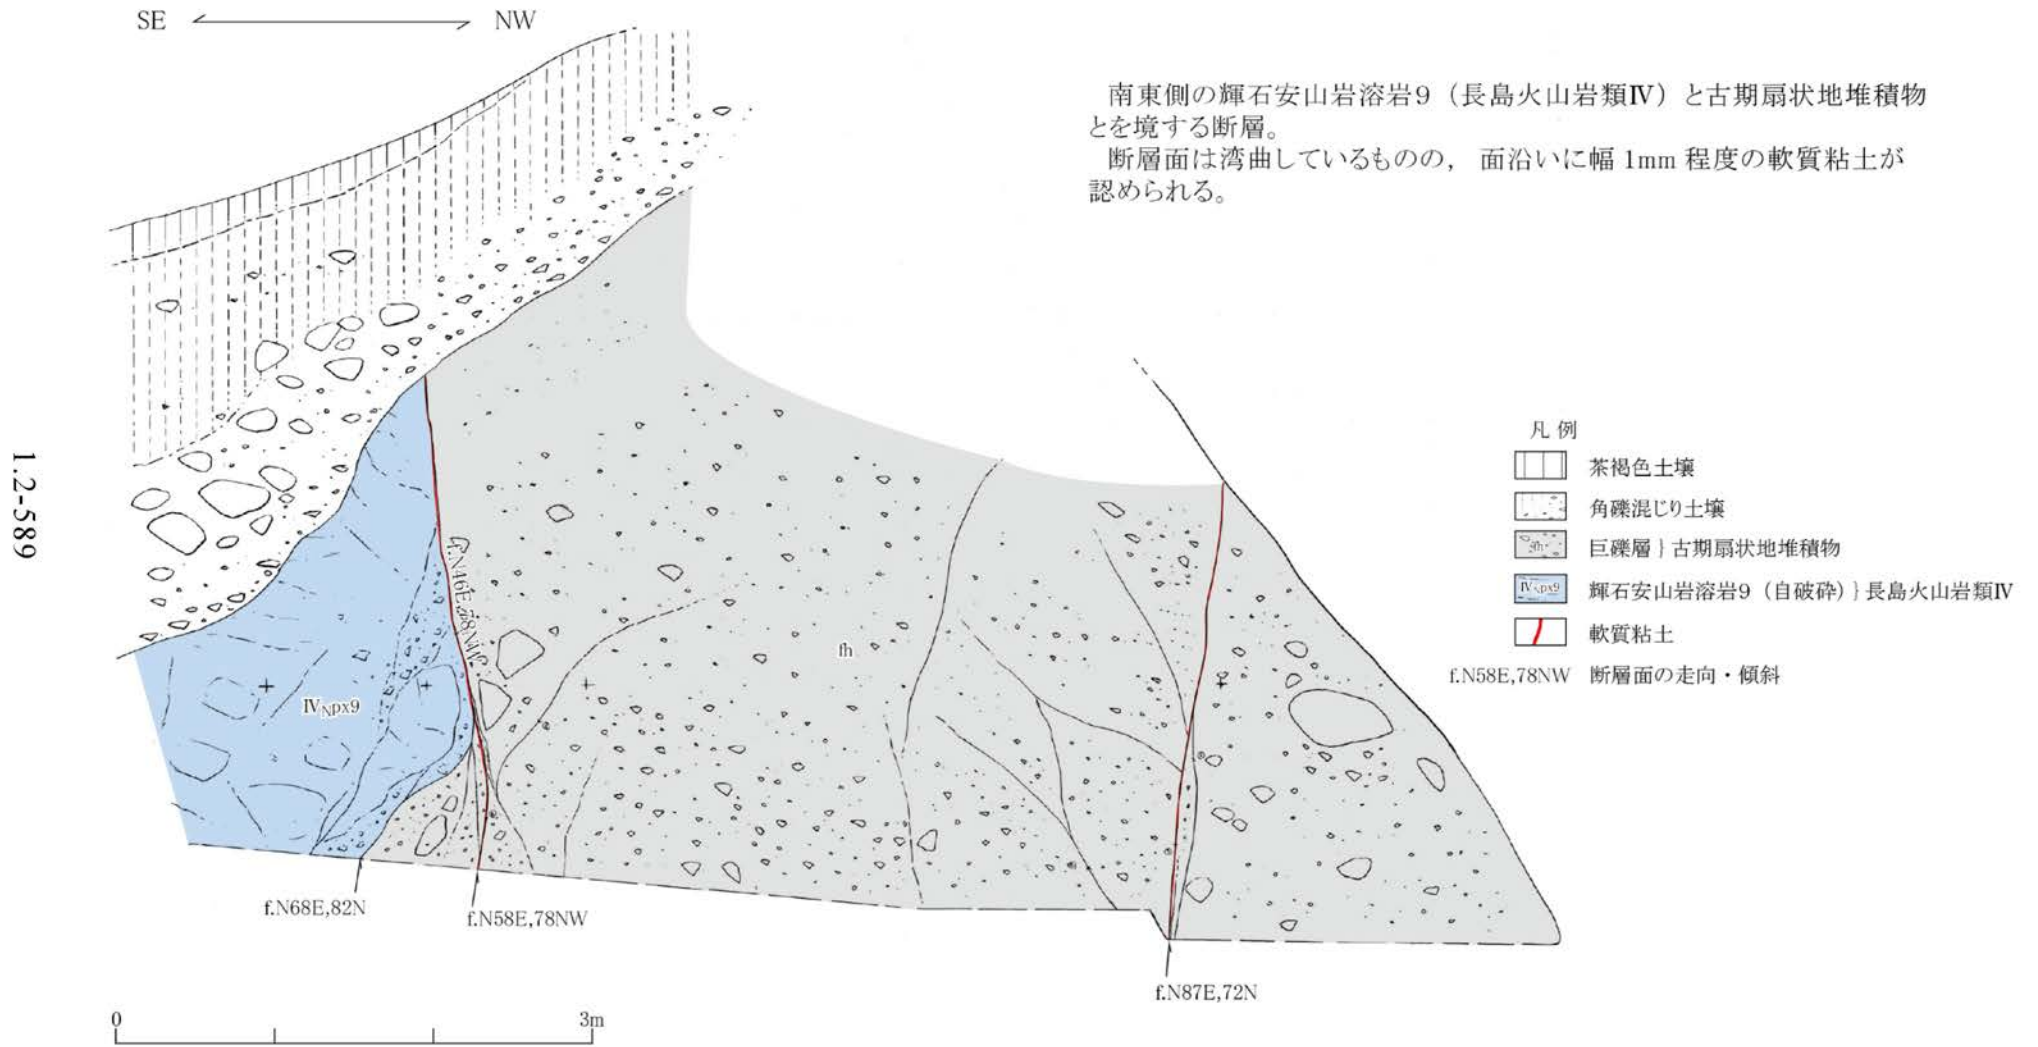 SE NW
南東側の輝石安山岩溶岩9（長島火山岩類Ⅳ）と古期扇状地堆積物
とを境する断層。
断層面は湾曲しているものの， 面沿いに幅 1mm 程度の軟質粘土が
認められる。
凡 例
茶褐色土壌
角礫混じり土壌
fh 巨礫層 } 古期扇状地堆積物
ⅣNpx9 輝石安山岩溶岩9（自破砕）} 長島火山岩類Ⅳ
軟質粘土
f.N58E,78NW 断層面の走向・傾斜
fh
ⅣNpx9
f.N68E,82N
f.N58E,78NW
f.N87E,72N
0 3m
1.2-589